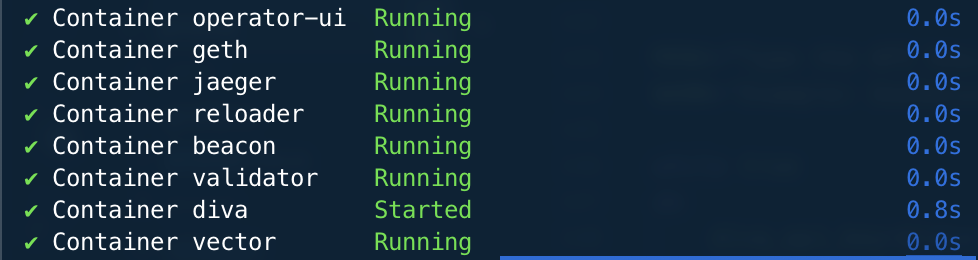 ✔ Container operator-ui Running 0.0s
✔ Container geth Running 0.0s
✔ Container jaeger Running 0.0s
✔ Container reloader Running 0.0s
✔ Container beacon Running 0.0s
✔ Container validator Running 0.0s
✔ Container diva Started 0.8s
✔ Container vector Running 0.0s